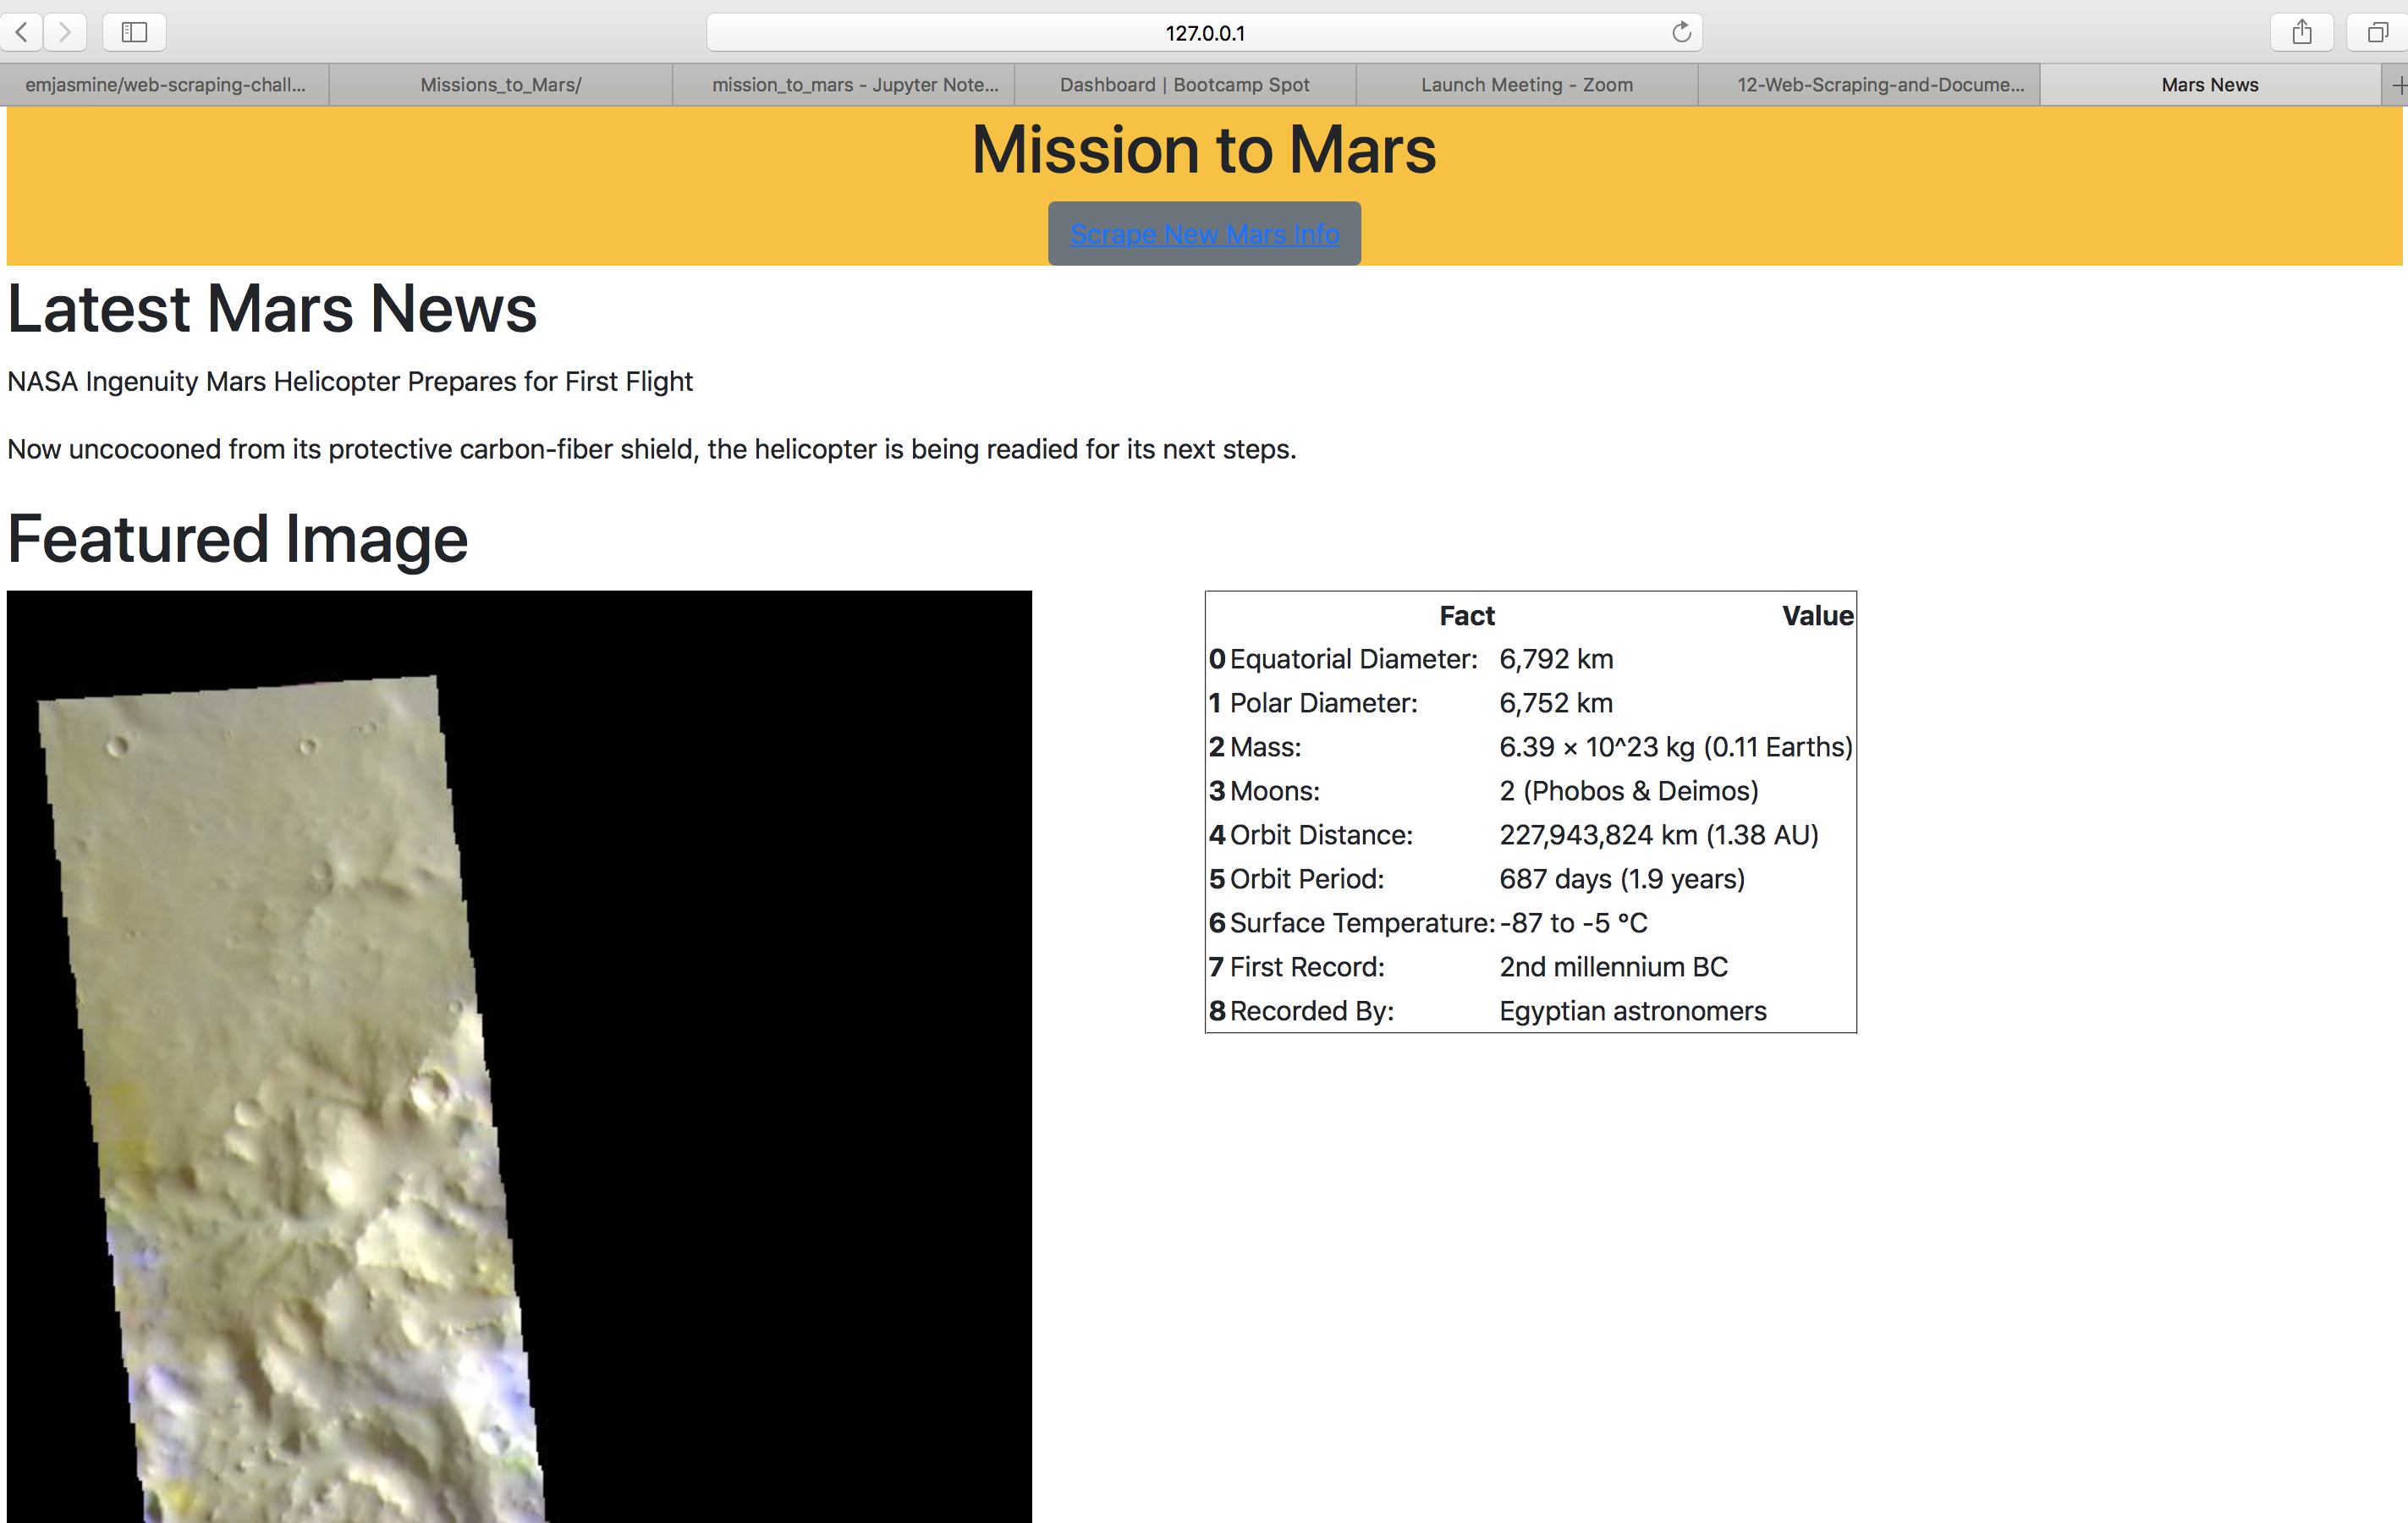 127.0.0.1
emjasmine/web-scraping-chall...
Missions_to_Mars/
mission_to_mars - Jupyter Note...
Dashboard | Bootcamp Spot
Launch Meeting - Zoom
12-Web-Scraping-and-Docume...
Mars News
Mission to Mars
Scrape New Mars Info
Latest Mars News
NASA Ingenuity Mars Helicopter Prepares for First Flight
Now uncocooned from its protective carbon-fiber shield, the helicopter is being readied for its next steps.
Featured Image
Fact Value
0 Equatorial Diameter: 6,792 km
1 Polar Diameter: 6,752 km
2 Mass: 6.39 × 10^23 kg (0.11 Earths)
3 Moons: 2 (Phobos & Deimos)
4 Orbit Distance: 227,943,824 km (1.38 AU)
5 Orbit Period: 687 days (1.9 years)
6 Surface Temperature: -87 to -5 °C
7 First Record: 2nd millennium BC
8 Recorded By: Egyptian astronomers